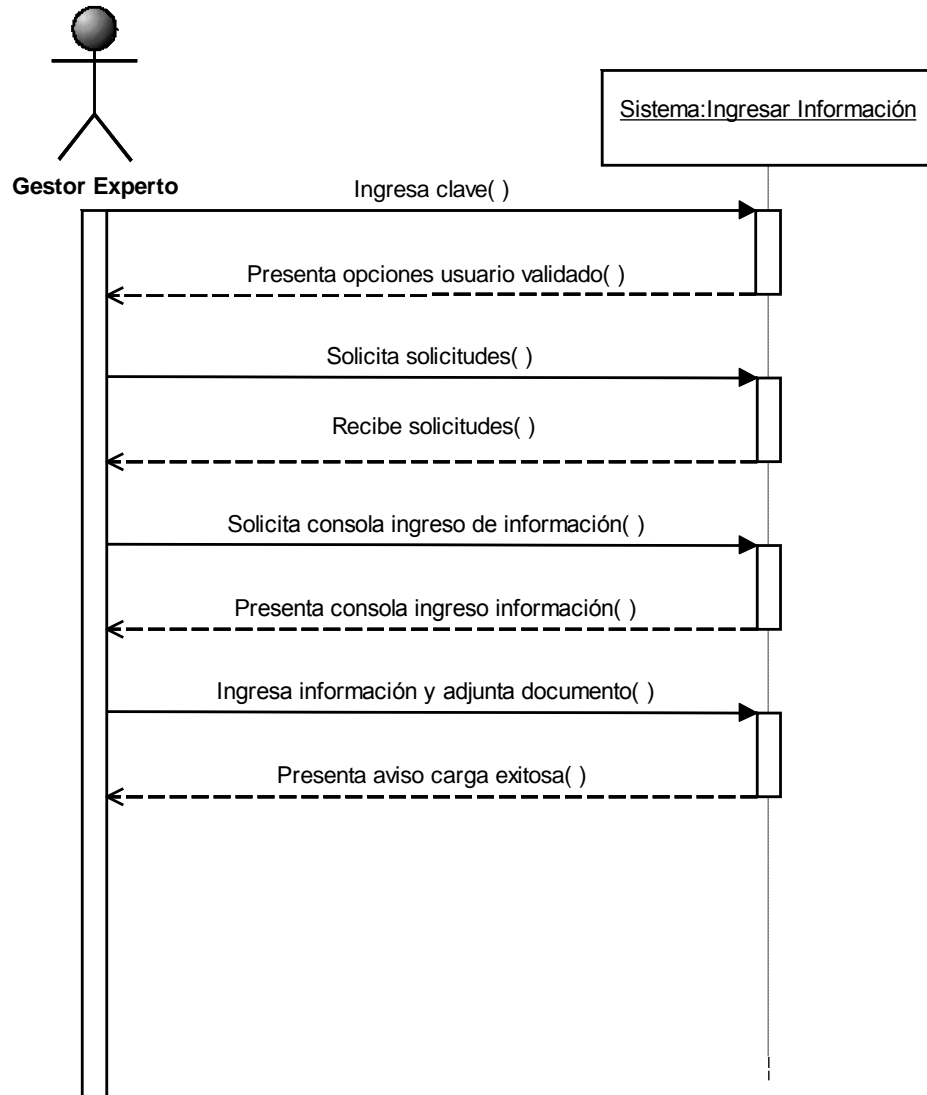 Sistema:Ingresar Información
Gestor Experto
Ingresa clave( )
Presenta opciones usuario validado( )
Solicita solicitudes( )
Recibe solicitudes( )
Solicita consola ingreso de información( )
Presenta consola ingreso información( )
Ingresa información y adjunta documento( )
Presenta aviso carga exitosa( )